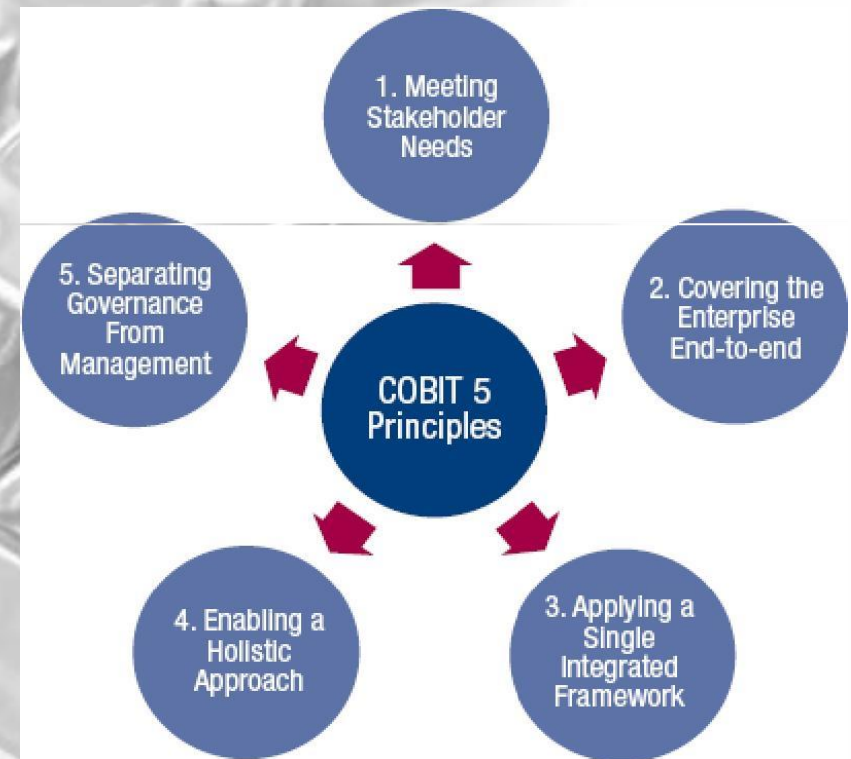 1. Meeting
Stakeholder
Needs
2. Covering the
Enterprise
End-to-end
3. Applying a
Single
Integrated
Framework
4. Enabling a
Holistic
Approach
5. Separating
Governance
From
Management
COBIT 5
Principles